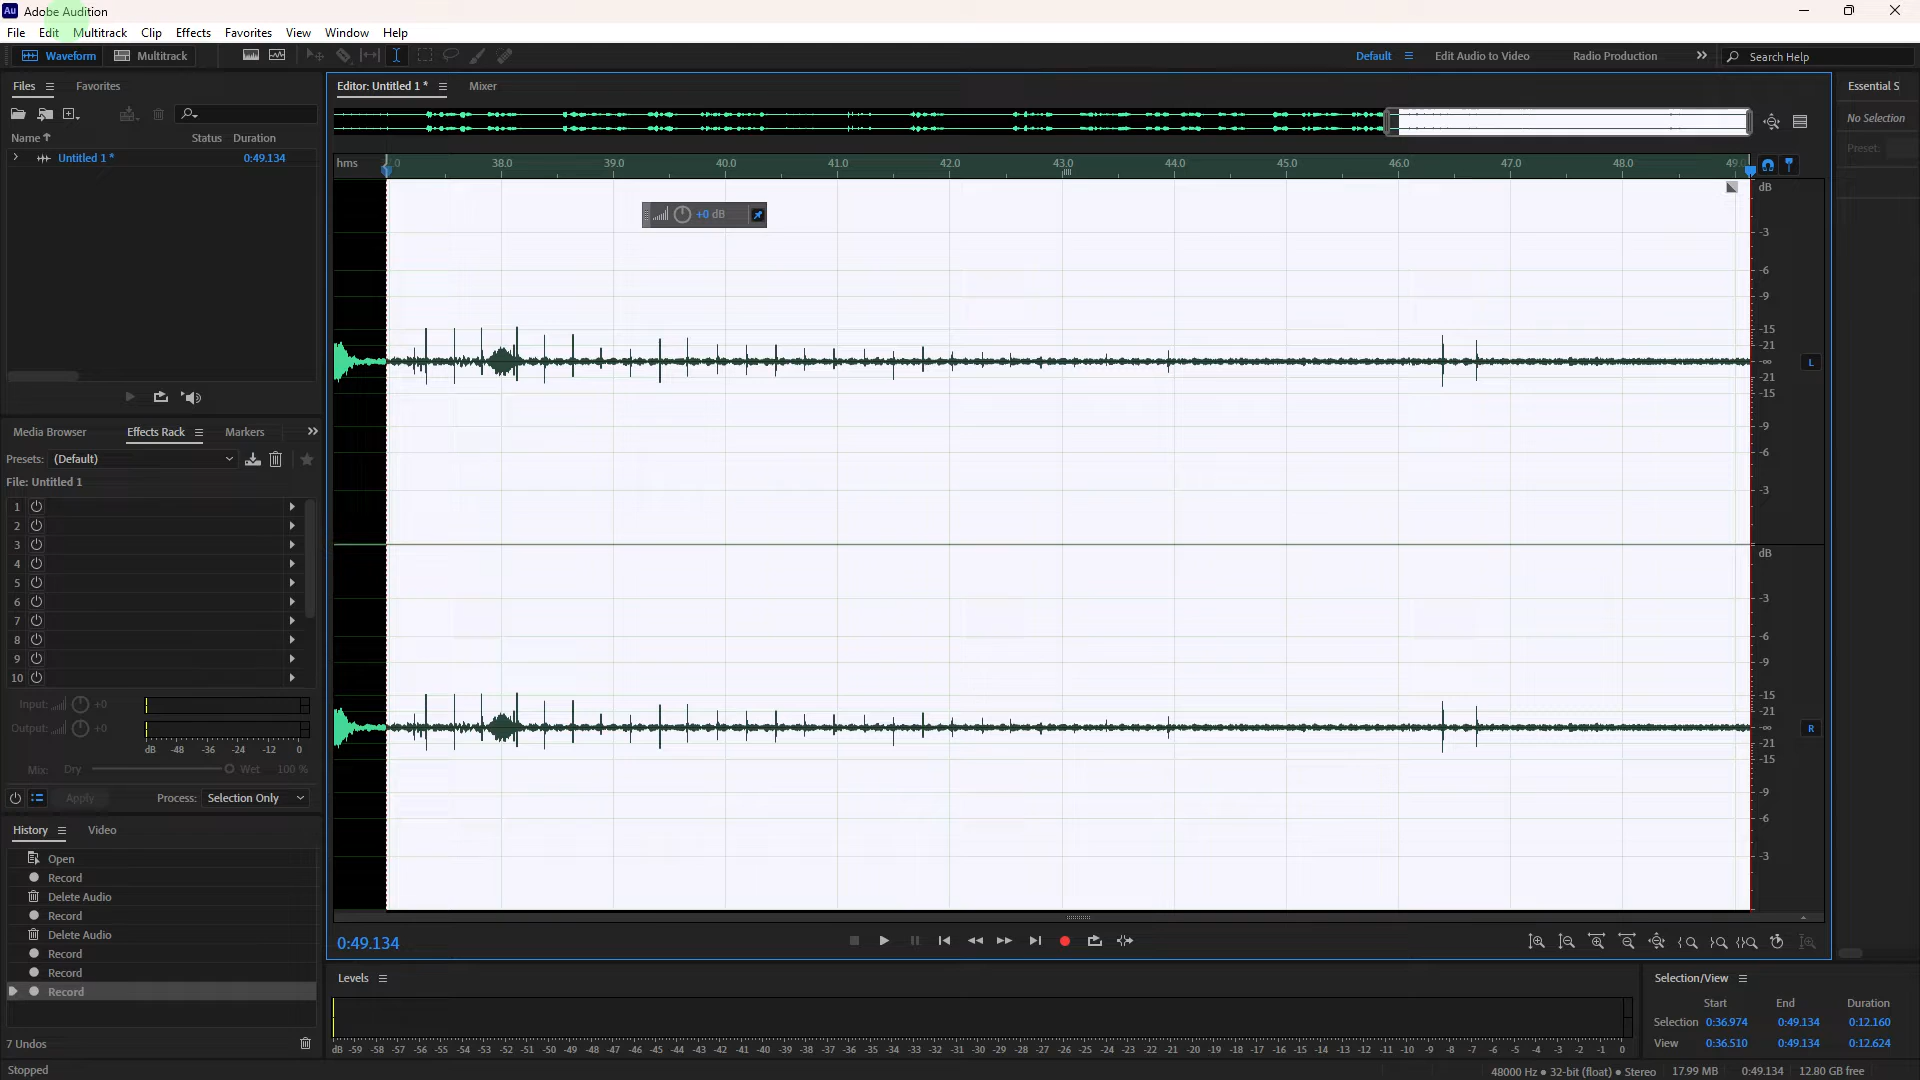 Adobe Audition
File Edit Multitrack Clip Effects Favorites View Window Help
Waveform Multitrack Default Edit Audio to Video Radio Production Search Help
Files Favorites
Name Status Duration
Untitled 1 * 0:49.134
Media Browser Effects Rack Markers
Presets: (Default)
File: Untitled 1
1
2
3
4
5
6
7
8
9
10
Input: +0
Output: +0
dB -48 -36 -24 -12 0
Mix: Dry Wet 100 %
Apply Process: Selection Only
History Video
Open
Record
Delete Audio
Record
Delete Audio
Record
Record
Record
7 Undos
Stopped
Editor: Untitled 1 * Mixer
hms 38.0 39.0 40.0 41.0 42.0 43.0 44.0 45.0 46.0 47.0 48.0
+0 dB
dB
-3
-6
-9
-15
-21
-∞
-21
-15
-9
-6
-3
L
dB
-3
-6
-9
-15
-21
-∞
-21
-15
-9
-6
-3
R
0:49.134
Levels
dB -59 -58 -57 -56 -55 -54 -53 -52 -51 -50 -49 -48 -47 -46 -45 -44 -43 -42 -41 -40 -39 -38 -37 -36 -35 -34 -33 -32 -31 -30 -29 -28 -27 -26 -25 -24 -23 -22 -21 -20 -19 -18 -17 -16 -15 -14 -13 -12 -11 -10 -9 -8 -7 -6 -5 -4 -3 -2 -1 0
Essential S
No Selection
Preset:
Selection/View
Start End Duration
Selection 0:36.974 0:49.134 0:12.160
View 0:36.510 0:49.134 0:12.624
48000 Hz ● 32-bit (float) ● Stereo 17.99 MB 0:49.134 12.80 GB free